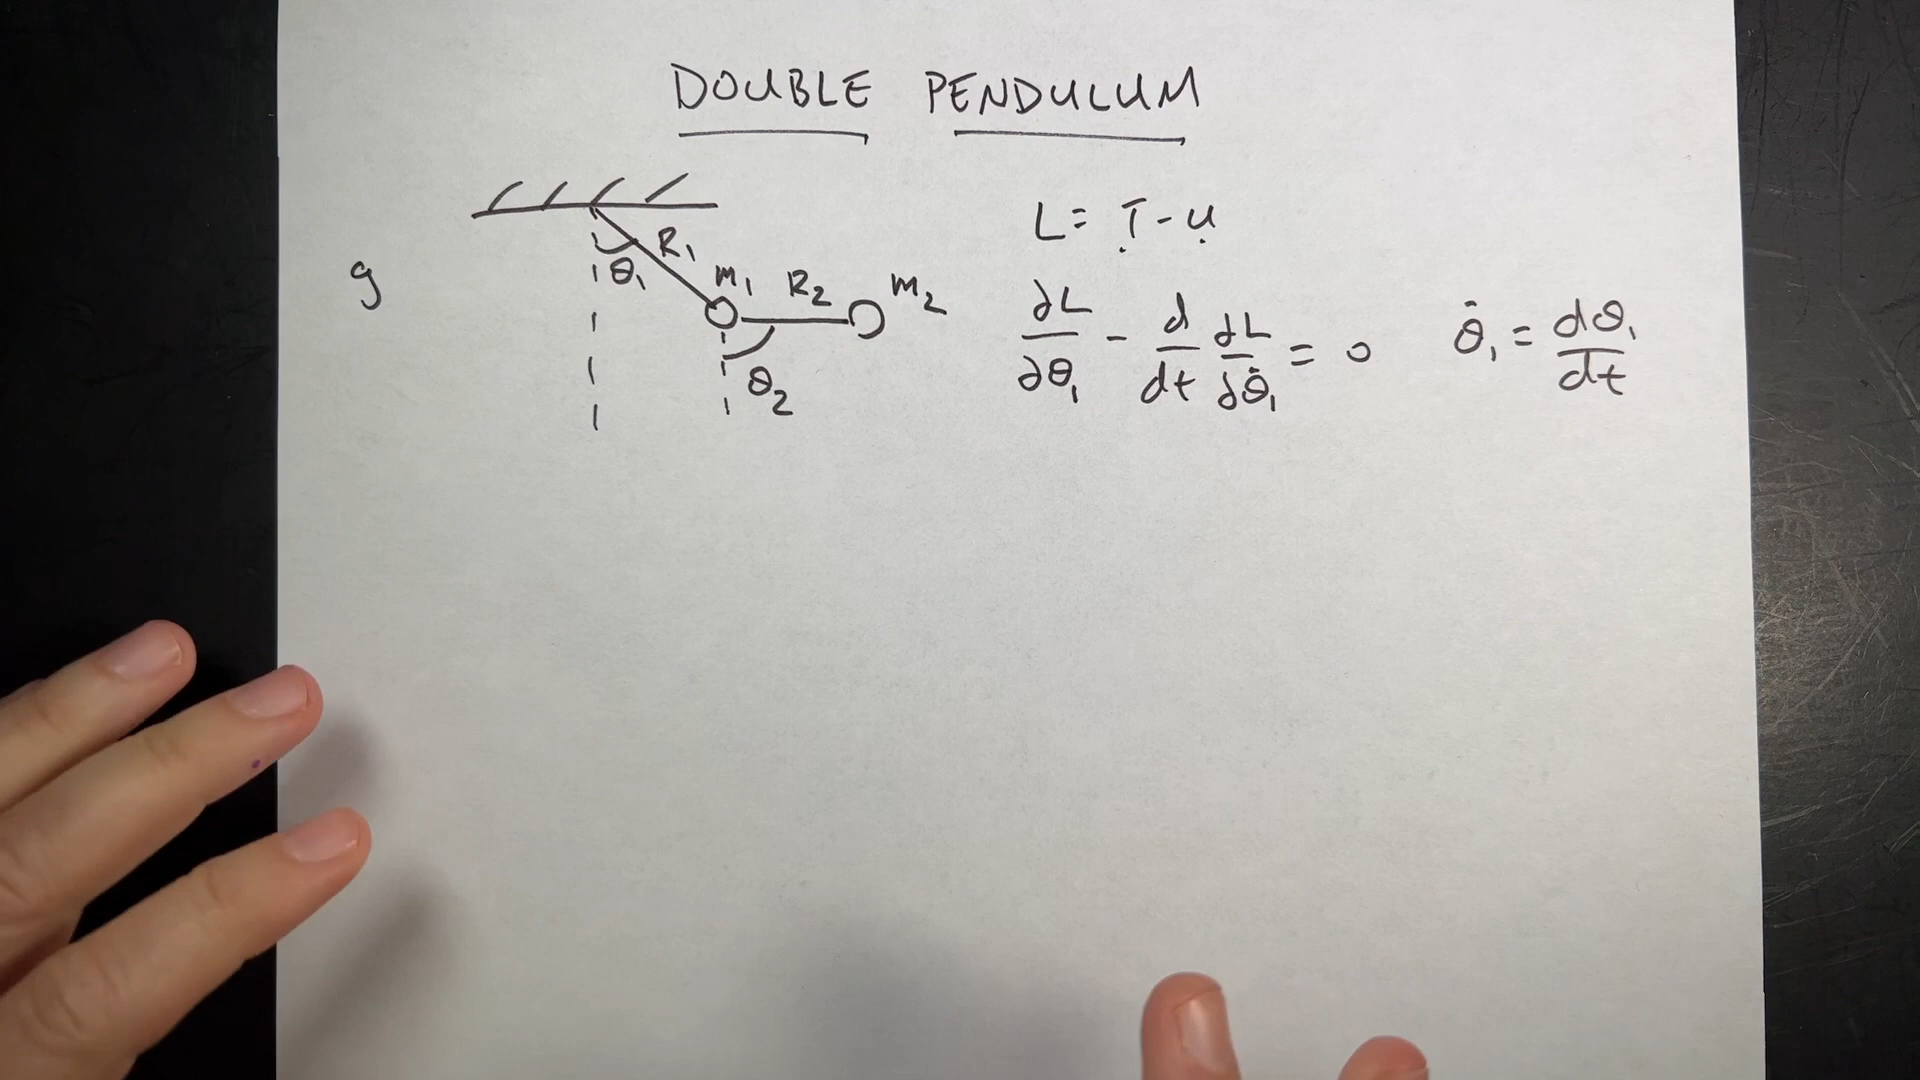 DOUBLE PENDULUM
L = T - U
g
θ₁ R₁
m₁ R₂ m₂
θ₂
∂L/∂θ₁ - d/dt ∂L/∂θ̇₁ = 0
θ̇₁ = dθ₁/dt